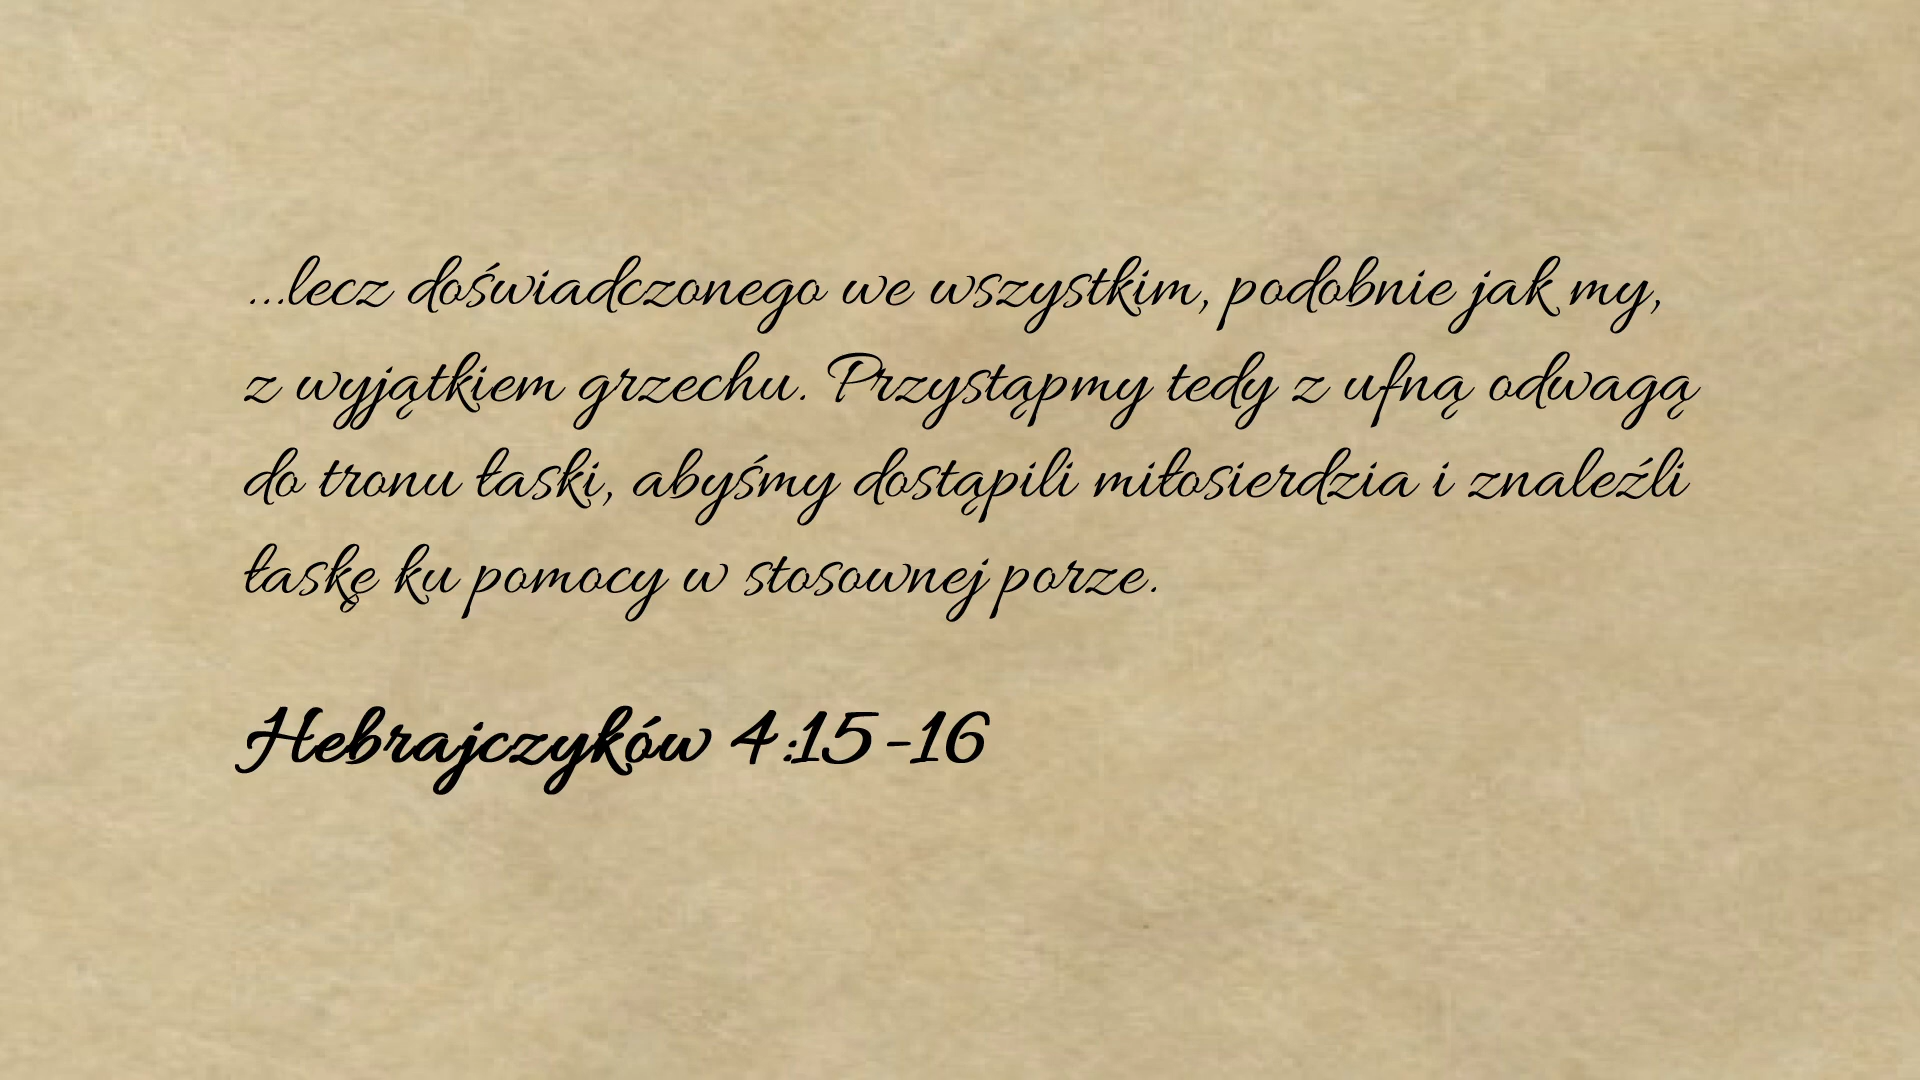 ...lecz doświadczonego we wszystkim, podobnie jak my,
z wyjątkiem grzechu. Przystąpmy tedy z ufną odwagą
do tronu łaski, abyśmy dostąpili miłosierdzia i znaleźli
łaskę ku pomocy w stosownej porze.
Hebrajczyków 4:15-16